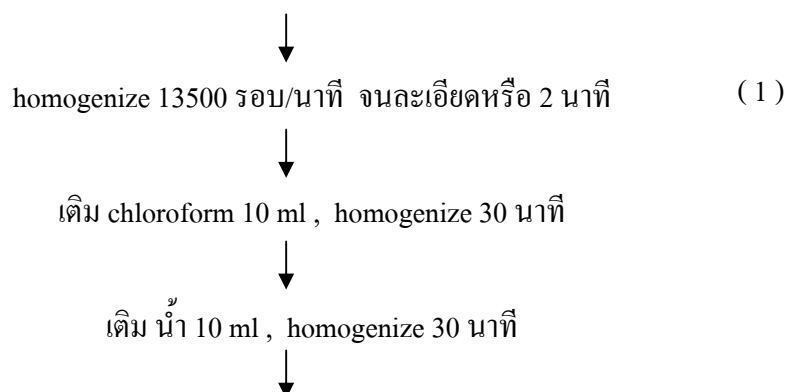 homogenize 13500 รอบ/นาที จนละเอียดหรือ 2 นาที ( 1 )
เติม chloroform 10 ml , homogenize 30 นาที
เติม น้ำ 10 ml , homogenize 30 นาที